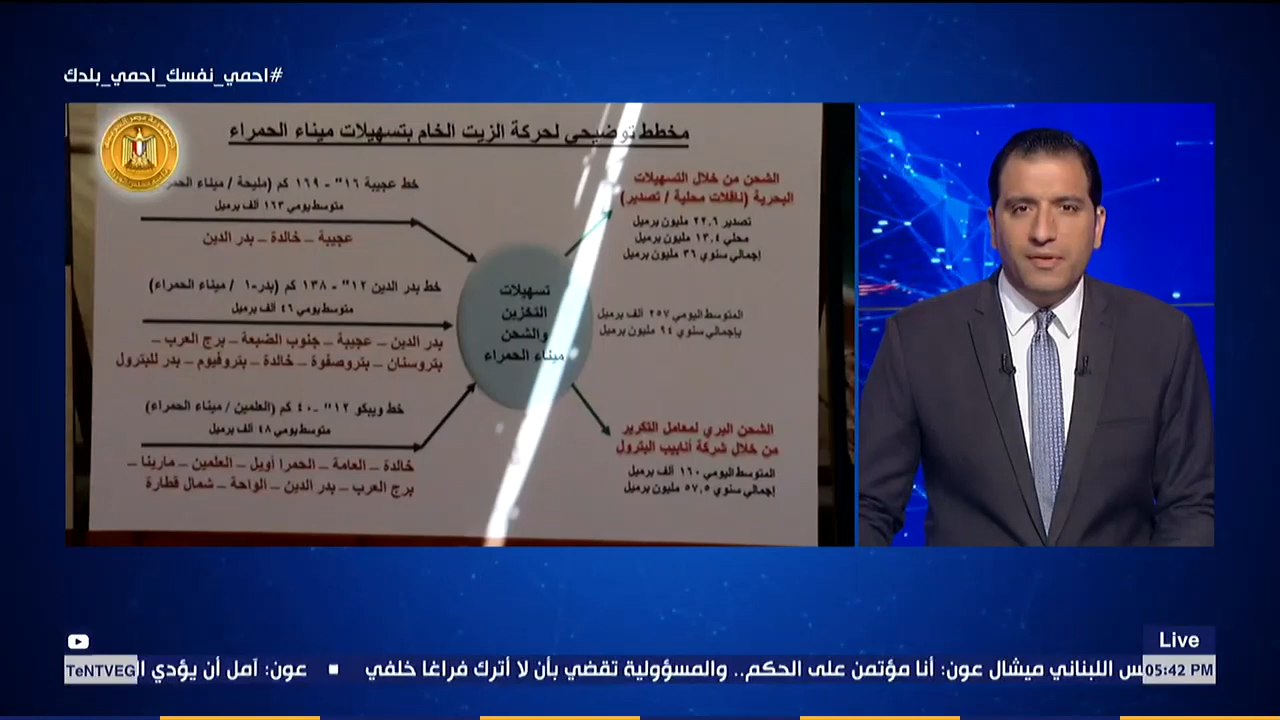 #احمي_نفسك_احمي_بلدك
مخطط توضيحي لحركة الزيت الخام بتسهيلات ميناء الحمراء
خط عجيبة ١٦" - ١٦٩ كم (مليحة / ميناء
متوسط يومي ١٦٣ ألف برميل
عجيبة – خالدة – بدر الدين
خط بدر الدين ١٢" - ١٣٨ كم (بدر-١ / ميناء الحمراء)
متوسط يومي ٤٦ ألف برميل
بدر الدين – عجيبة – جنوب الضبعة – برج العرب –
بتروسنان – بتروصفوة – خالدة – بتروفيوم – بدر للبترول
خط ويبكو ١٢" - ٤٠ كم (العلمين / ميناء الحمراء)
متوسط يومي ٤٨ ألف برميل
خالدة – العامة – الحمرا أويل – العلمين – مارينا –
برج العرب – بدر الدين – الواحة – شمال قطارة
تسهيلات
التخزين
والشحن
ميناء الحمراء
الشحن من خلال التسهيلات
البحرية (ناقلات محلية / تصدير)
تصدير ٢٢,٦ مليون برميل
محلي ١٣,٤ مليون برميل
إجمالي سنوي ٣٦ مليون برميل
المتوسط اليومي ٢٥٧ ألف برميل
بإجمالي سنوي ٩٤ مليون برميل
الشحن البري لمعامل التكرير
من خلال شركة أنابيب البترول
المتوسط اليومي ١٦٠ ألف برميل
إجمالي سنوي ٥٧,٥ مليون برميل
Live
05:42 PM
س اللبناني ميشال عون: أنا مؤتمن على الحكم.. والمسؤولية تقضي بأن لا أترك فراغا خلفي ■ عون: آمل أن يؤدي ال
TeNTVEG